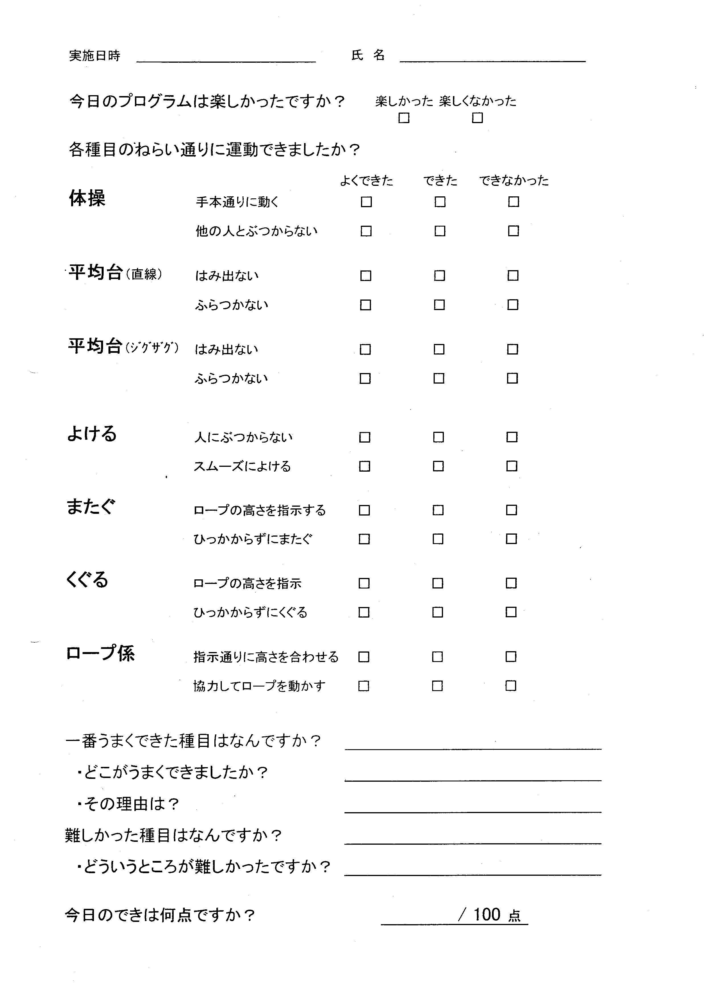 実施日時 氏 名
今日のプログラムは楽しかったですか？ 楽しかった 楽しくなかった
□ □
各種目のねらい通りに運動できましたか？
よくできた できた できなかった
体操 手本通りに動く □ □ □
他の人とぶつからない □ □ □
平均台(直線) はみ出ない □ □ □
ふらつかない □ □ □
平均台(ｼﾞｸﾞｻﾞｸﾞ) はみ出ない □ □ □
ふらつかない □ □ □
よける 人にぶつからない □ □ □
スムーズによける □ □ □
またぐ ロープの高さを指示する □ □ □
ひっかからずにまたぐ □ □ □
くぐる ロープの高さを指示 □ □ □
ひっかからずにくぐる □ □ □
ロープ係 指示通りに高さを合わせる □ □ □
協力してロープを動かす □ □ □
一番うまくできた種目はなんですか？
・どこがうまくできましたか？
・その理由は？
難しかった種目はなんですか？
・どういうところが難しかったですか？
今日のできは何点ですか？ / 100 点